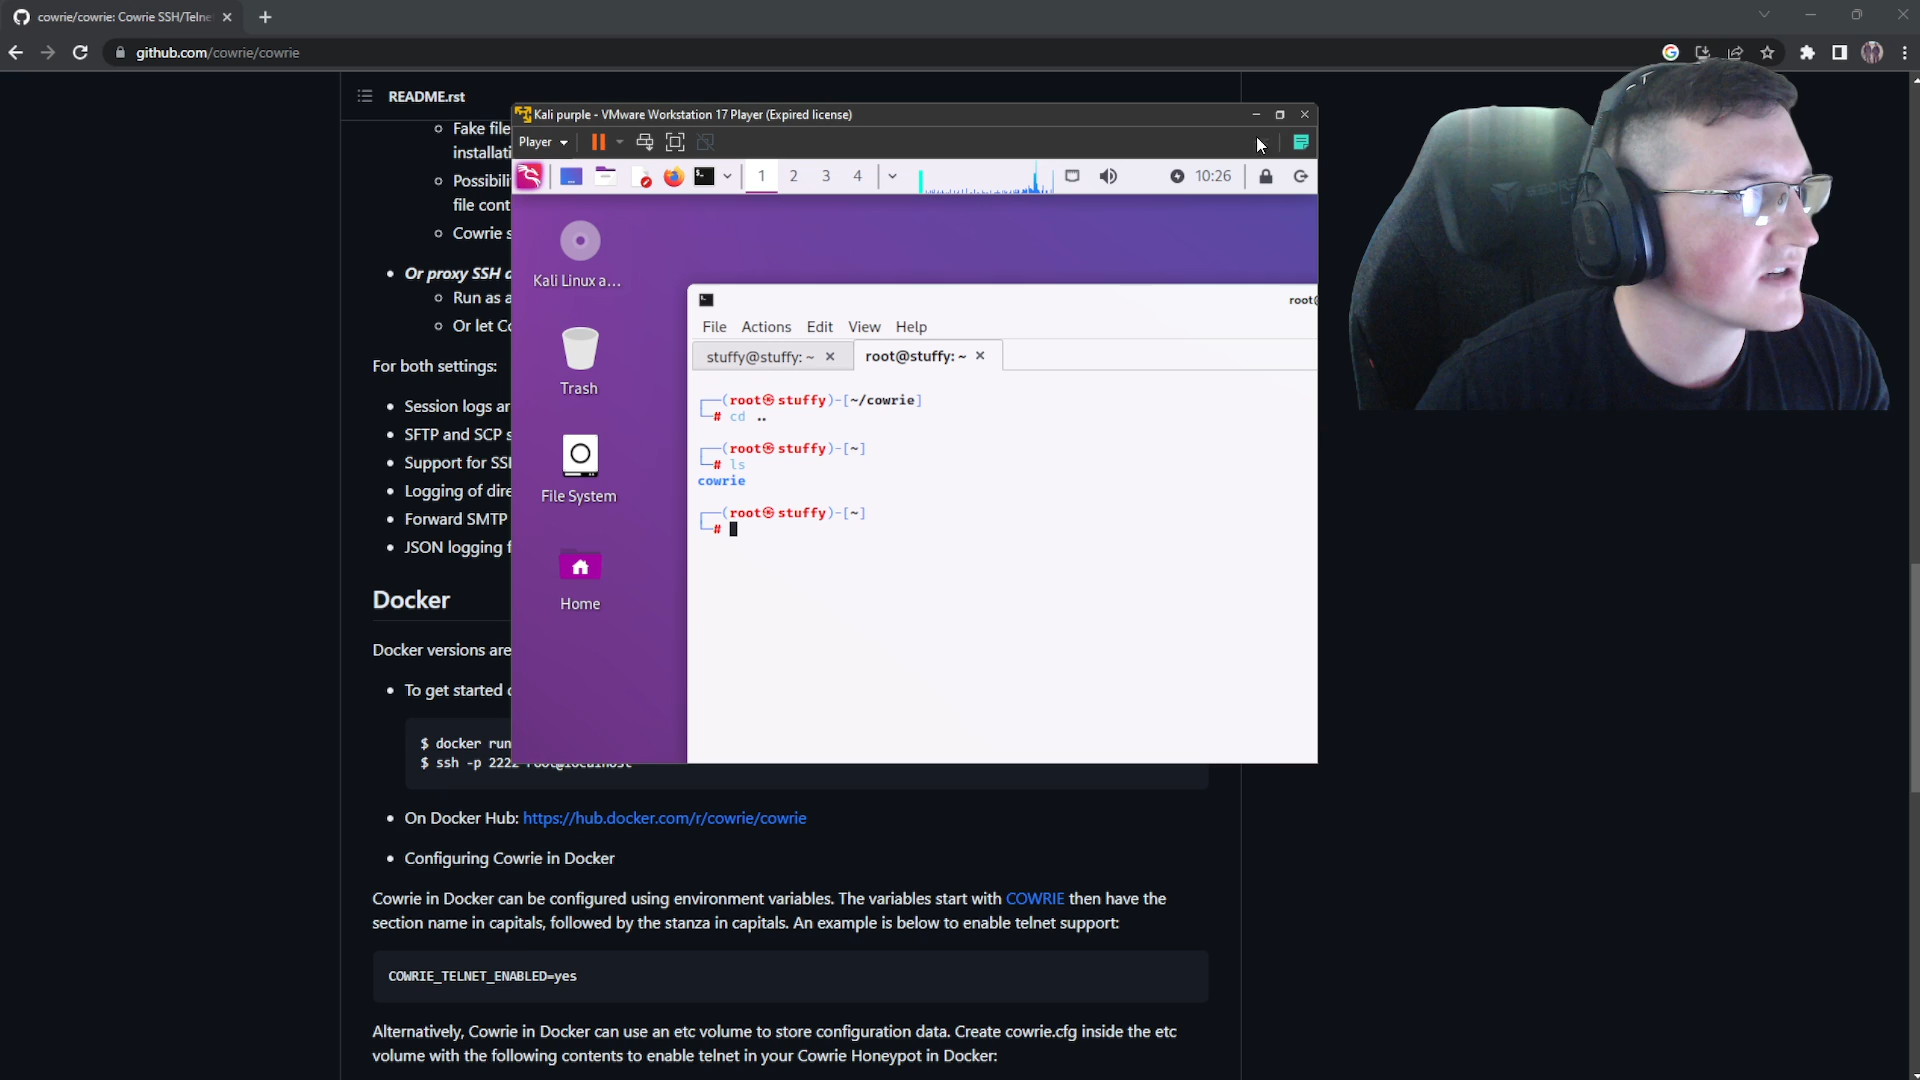 cowrie/cowrie: Cowrie SSH/Telne
github.com/cowrie/cowrie
README.rst
Fake file
installati
Possibili
file cont
Cowrie s
Or proxy SSH
Run as a
Or let Co
For both settings:
Session logs ar
SFTP and SCP s
Support for SSH
Logging of dire
Forward SMTP
JSON logging f
Docker
Docker versions are
To get started
$ docker run
$ ssh -p 2222 root@localhost
On Docker Hub: https://hub.docker.com/r/cowrie/cowrie
Configuring Cowrie in Docker
Cowrie in Docker can be configured using environment variables. The variables start with COWRIE then have the
section name in capitals, followed by the stanza in capitals. An example is below to enable telnet support:
COWRIE_TELNET_ENABLED=yes
Alternatively, Cowrie in Docker can use an etc volume to store configuration data. Create cowrie.cfg inside the etc
volume with the following contents to enable telnet in your Cowrie Honeypot in Docker:
Kali purple - VMware Workstation 17 Player (Expired license)
Player
1 2 3 4 10:26
Kali Linux a...
Trash
File System
Home
root@
File Actions Edit View Help
stuffy@stuffy: ~ root@stuffy: ~
(root㉿stuffy)-[~/cowrie]
# cd ..
(root㉿stuffy)-[~]
# ls
cowrie
(root㉿stuffy)-[~]
#